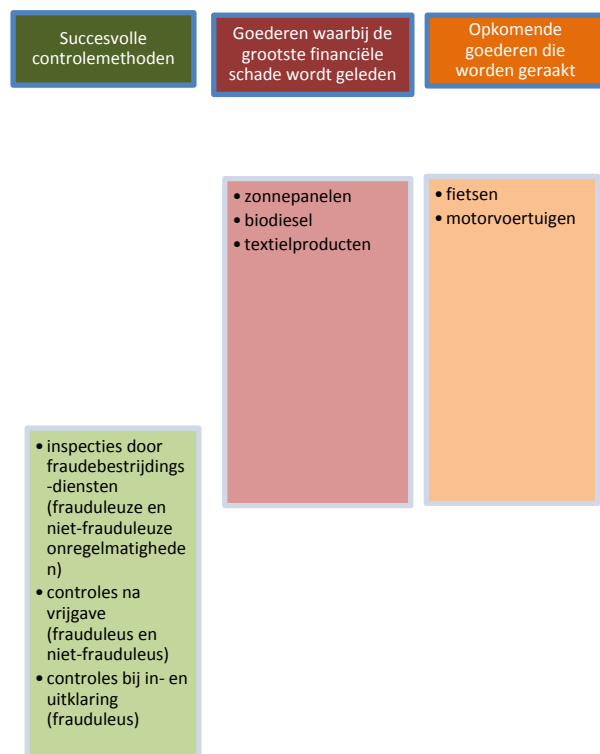 Succesvolle
controlemethoden
Goederen waarbij de
grootste financiële
schade wordt geleden
Opkomende
goederen die
worden geraakt
• zonnepanelen
• biodiesel
• textielproducten
• fietsen
• motorvoertuigen
• inspecties door
fraudebestrijdings
-diensten
(frauduleuze en
niet-frauduleuze
onregelmatighede
n)
• controles na
vrijgave
(frauduleus en
niet-frauduleus)
• controles bij in- en
uitklaring
(frauduleus)